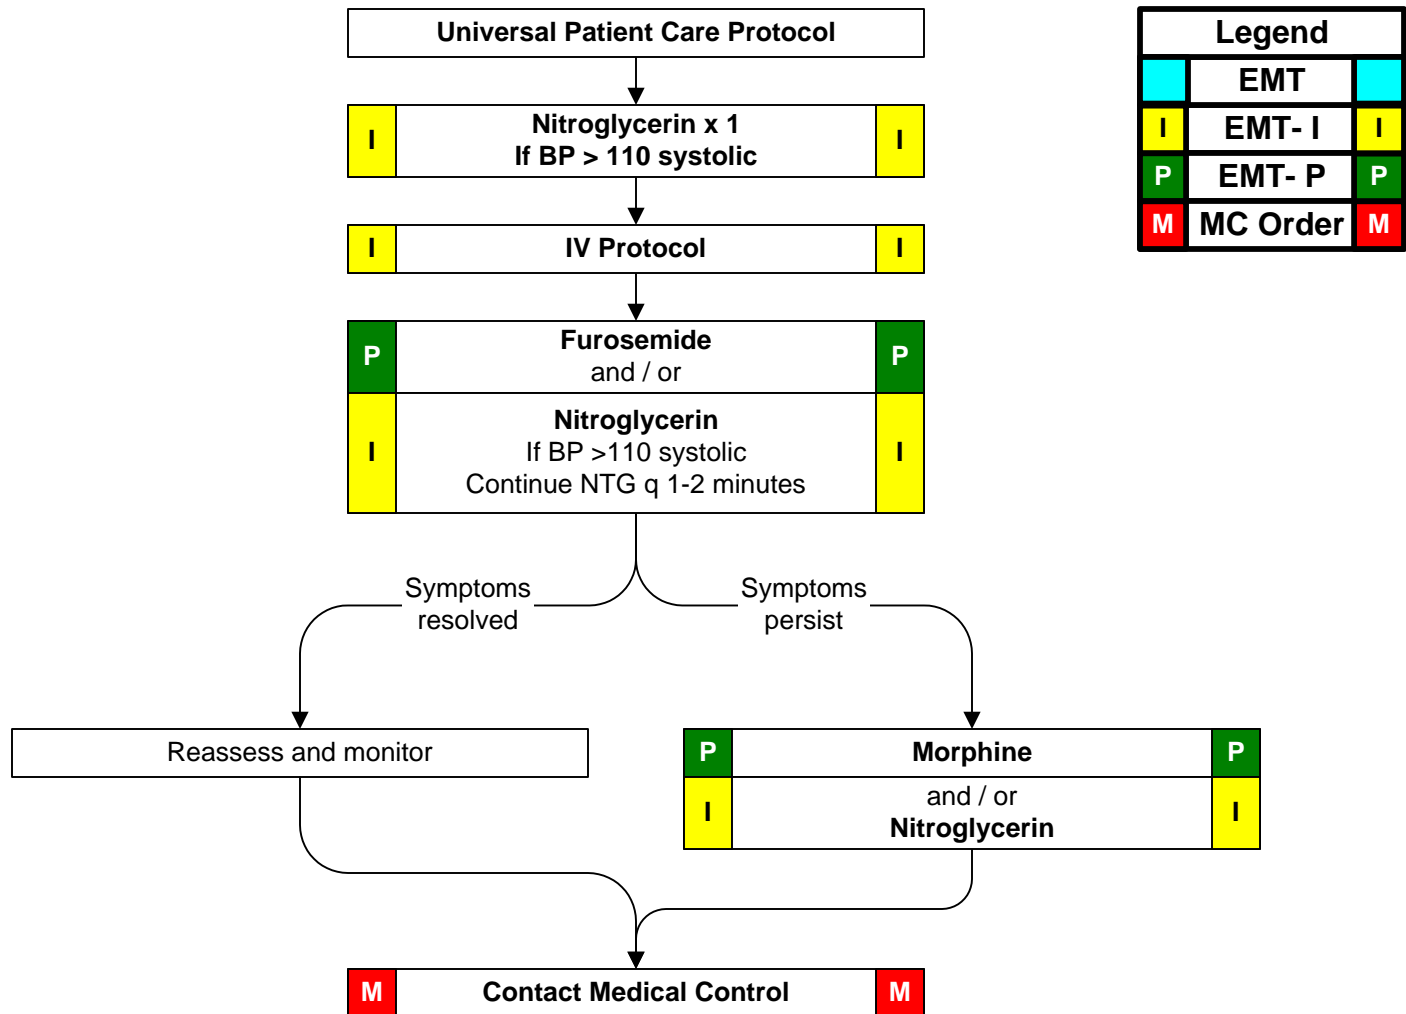 Universal Patient Care Protocol
I
Nitroglycerin x 1
If BP > 110 systolic
I
I
IV Protocol
I
P
Furosemide
and / or
P
I
Nitroglycerin
If BP >110 systolic
Continue NTG q 1-2 minutes
I
Symptoms
resolved
Symptoms
persist
Reassess and monitor
P
Morphine
P
I
and / or
Nitroglycerin
I
M
Contact Medical Control
M
Legend
EMT
I EMT- I I
P EMT- P P
M MC Order M